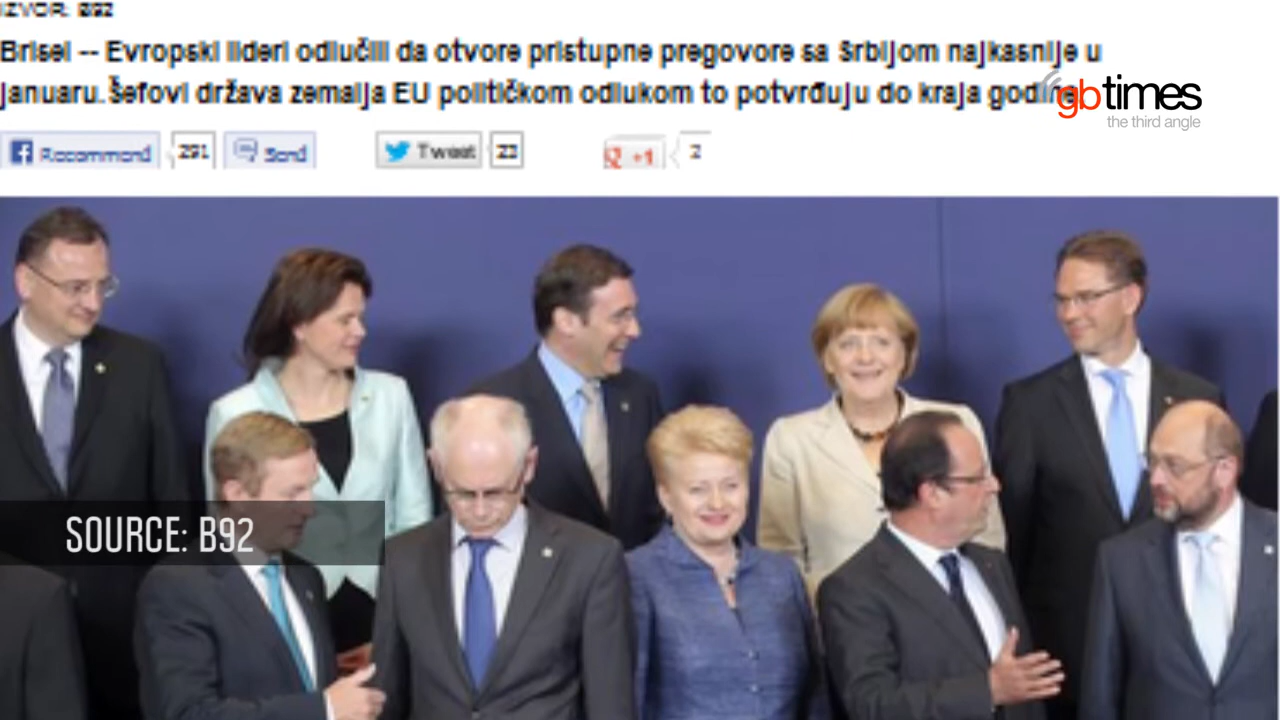 IZVOR: B92
Brisel -- Evropski lideri odlučili da otvore pristupne pregovore sa Srbijom najkasnije u
januaru. Šefovi država zemalja EU političkom odlukom to potvrđuju do kraja godine.
Recommend 291 Send Tweet 23 +1 2
gbtimes
the third angle
SOURCE: B92